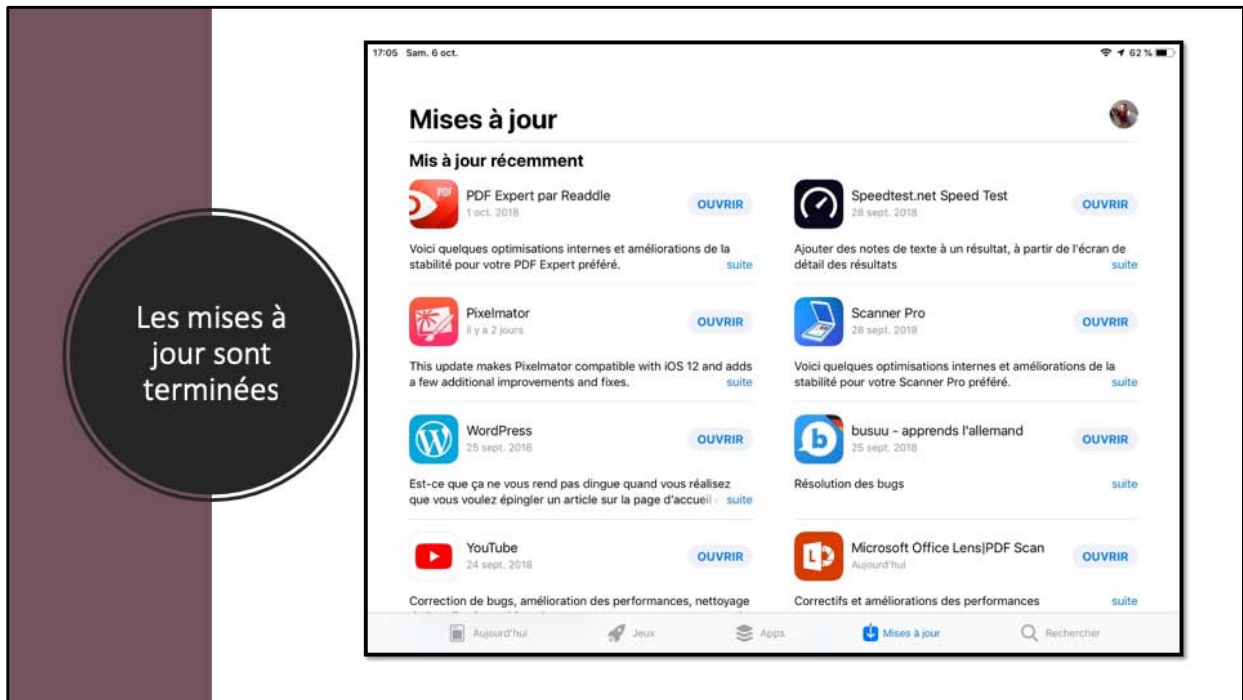 Les mises à
jour sont
terminées
17:05 Sam. 6 oct.
62 %
Mises à jour
Mis à jour récemment
PDF
PDF Expert par Readdle
1 oct. 2018
OUVRIR
Voici quelques optimisations internes et améliorations de la
stabilité pour votre PDF Expert préféré.
suite
Speedtest.net Speed Test
28 sept. 2018
OUVRIR
Ajouter des notes de texte à un résultat, à partir de l'écran de
détail des résultats
suite
Pixelmator
il y a 2 jours
OUVRIR
This update makes Pixelmator compatible with iOS 12 and adds
a few additional improvements and fixes.
suite
Scanner Pro
28 sept. 2018
OUVRIR
Voici quelques optimisations internes et améliorations de la
stabilité pour votre Scanner Pro préféré.
suite
WordPress
25 sept. 2018
OUVRIR
Est-ce que ça ne vous rend pas dingue quand vous réalisez
que vous voulez épingler un article sur la page d'accueil
suite
busuu - apprends l'allemand
25 sept. 2018
OUVRIR
Résolution des bugs
suite
YouTube
24 sept. 2018
OUVRIR
Correction de bugs, amélioration des performances, nettoyage
Microsoft Office Lens|PDF Scan
Aujourd'hui
OUVRIR
Correctifs et améliorations des performances
suite
Aujourd'hui
Jeux
Apps
Mises à jour
Rechercher